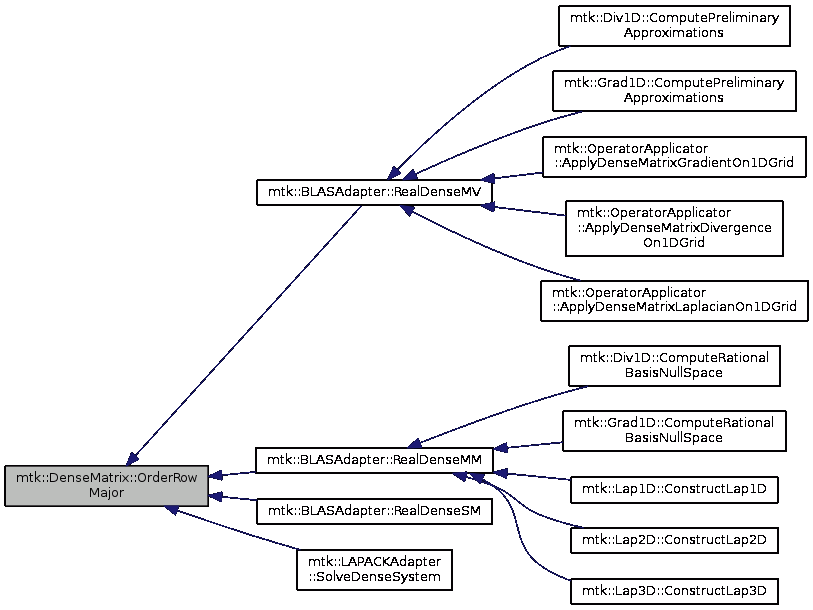 mtk::Div1D::ComputePreliminary
Approximations
mtk::Grad1D::ComputePreliminary
Approximations
mtk::OperatorApplicator
::ApplyDenseMatrixGradientOn1DGrid
mtk::BLASAdapter::RealDenseMV
mtk::OperatorApplicator
::ApplyDenseMatrixDivergence
On1DGrid
mtk::OperatorApplicator
::ApplyDenseMatrixLaplacianOn1DGrid
mtk::Div1D::ComputeRational
BasisNullSpace
mtk::Grad1D::ComputeRational
BasisNullSpace
mtk::BLASAdapter::RealDenseMM
mtk::DenseMatrix::OrderRow
Major
mtk::Lap1D::ConstructLap1D
mtk::BLASAdapter::RealDenseSM
mtk::Lap2D::ConstructLap2D
mtk::LAPACKAdapter
::SolveDenseSystem
mtk::Lap3D::ConstructLap3D